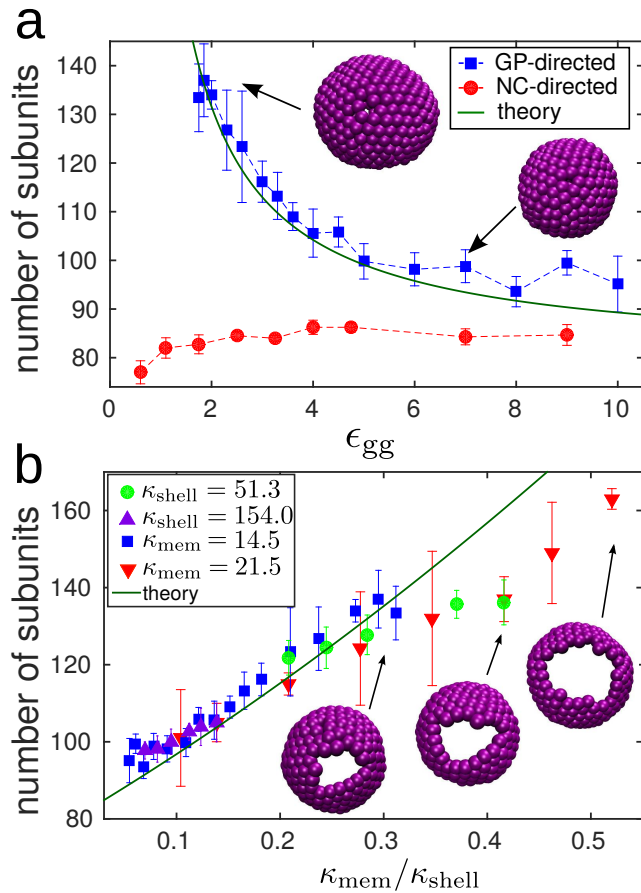 a
number of subunits
140
130
120
110
100
90
80
GP-directed
NC-directed
theory
0 2 4 6 8 10
ϵgg
b
number of subunits
160
140
120
100
80
κshell = 51.3
κshell = 154.0
κmem = 14.5
κmem = 21.5
theory
0.1 0.2 0.3 0.4 0.5
κmem/κshell